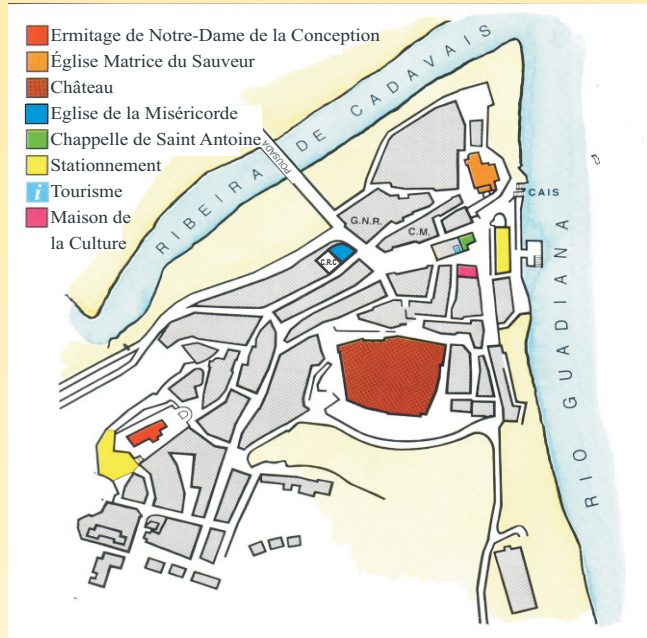 Ermitage de Notre-Dame de la Conception
Église Matrice du Sauveur
Château
Eglise de la Miséricorde
Chappelle de Saint Antoine
Stationnement
i Tourisme
Maison de
la Culture
RIBEIRA DE CADAVAIS
POUSADA
G.N.R.
C.M.
C.R.C
CAIS
RIO GUADIANA